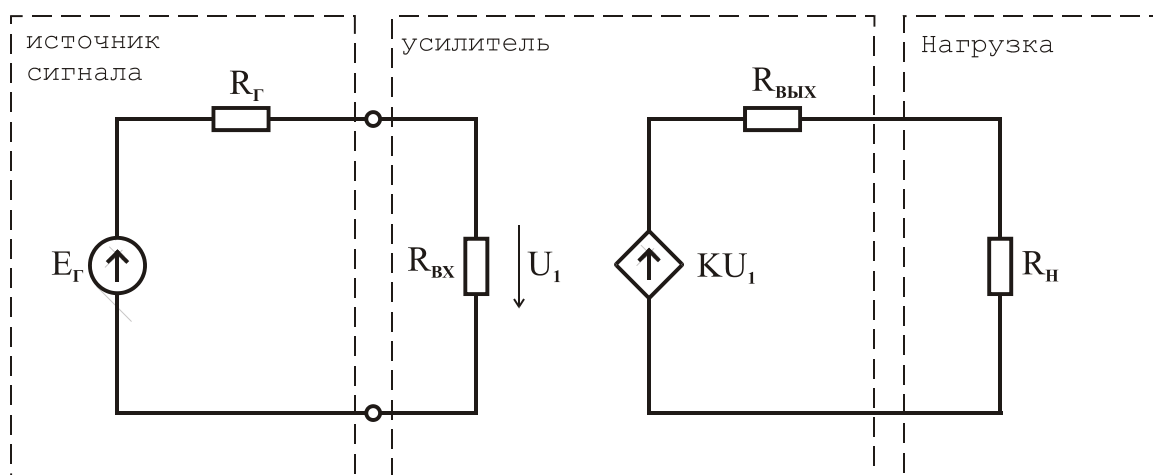 источник
сигнала
усилитель
Нагрузка
Rг
Rвых
Eг
Rвх
U1
KU1
Rн